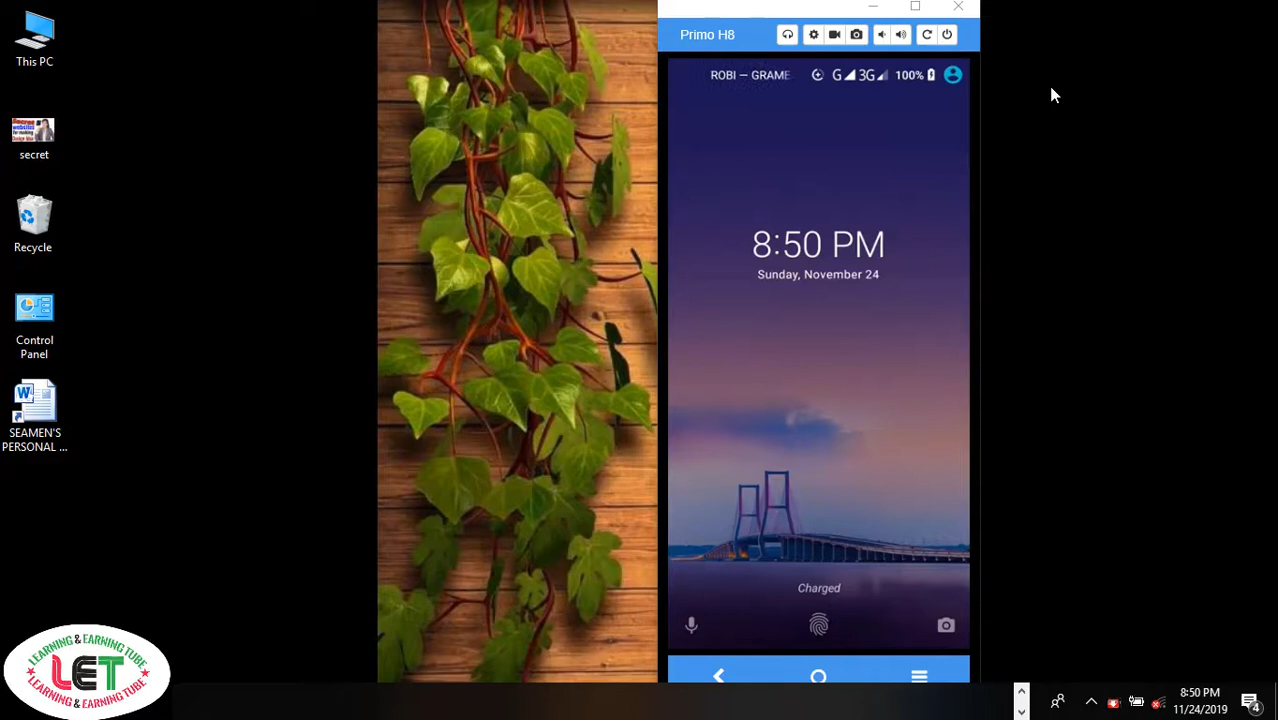 This PC
secret
Recycle
Control
Panel
SEAMEN'S
PERSONAL ...
LEARNING & EARNING TUBE
LET
LEARNING & EARNING TUBE
Primo H8
ROBI — GRAME
G 3G 100%
8:50 PM
Sunday, November 24
Charged
8:50 PM
11/24/2019
4